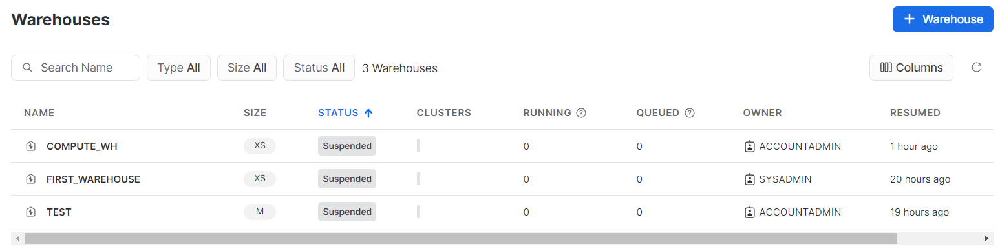 Warehouses
+ Warehouse
Search Name Type All Size All Status All 3 Warehouses Columns
NAME SIZE STATUS CLUSTERS RUNNING QUEUED OWNER RESUMED
COMPUTE_WH XS Suspended 0 0 ACCOUNTADMIN 1 hour ago
FIRST_WAREHOUSE XS Suspended 0 0 SYSADMIN 20 hours ago
TEST M Suspended 0 0 ACCOUNTADMIN 19 hours ago